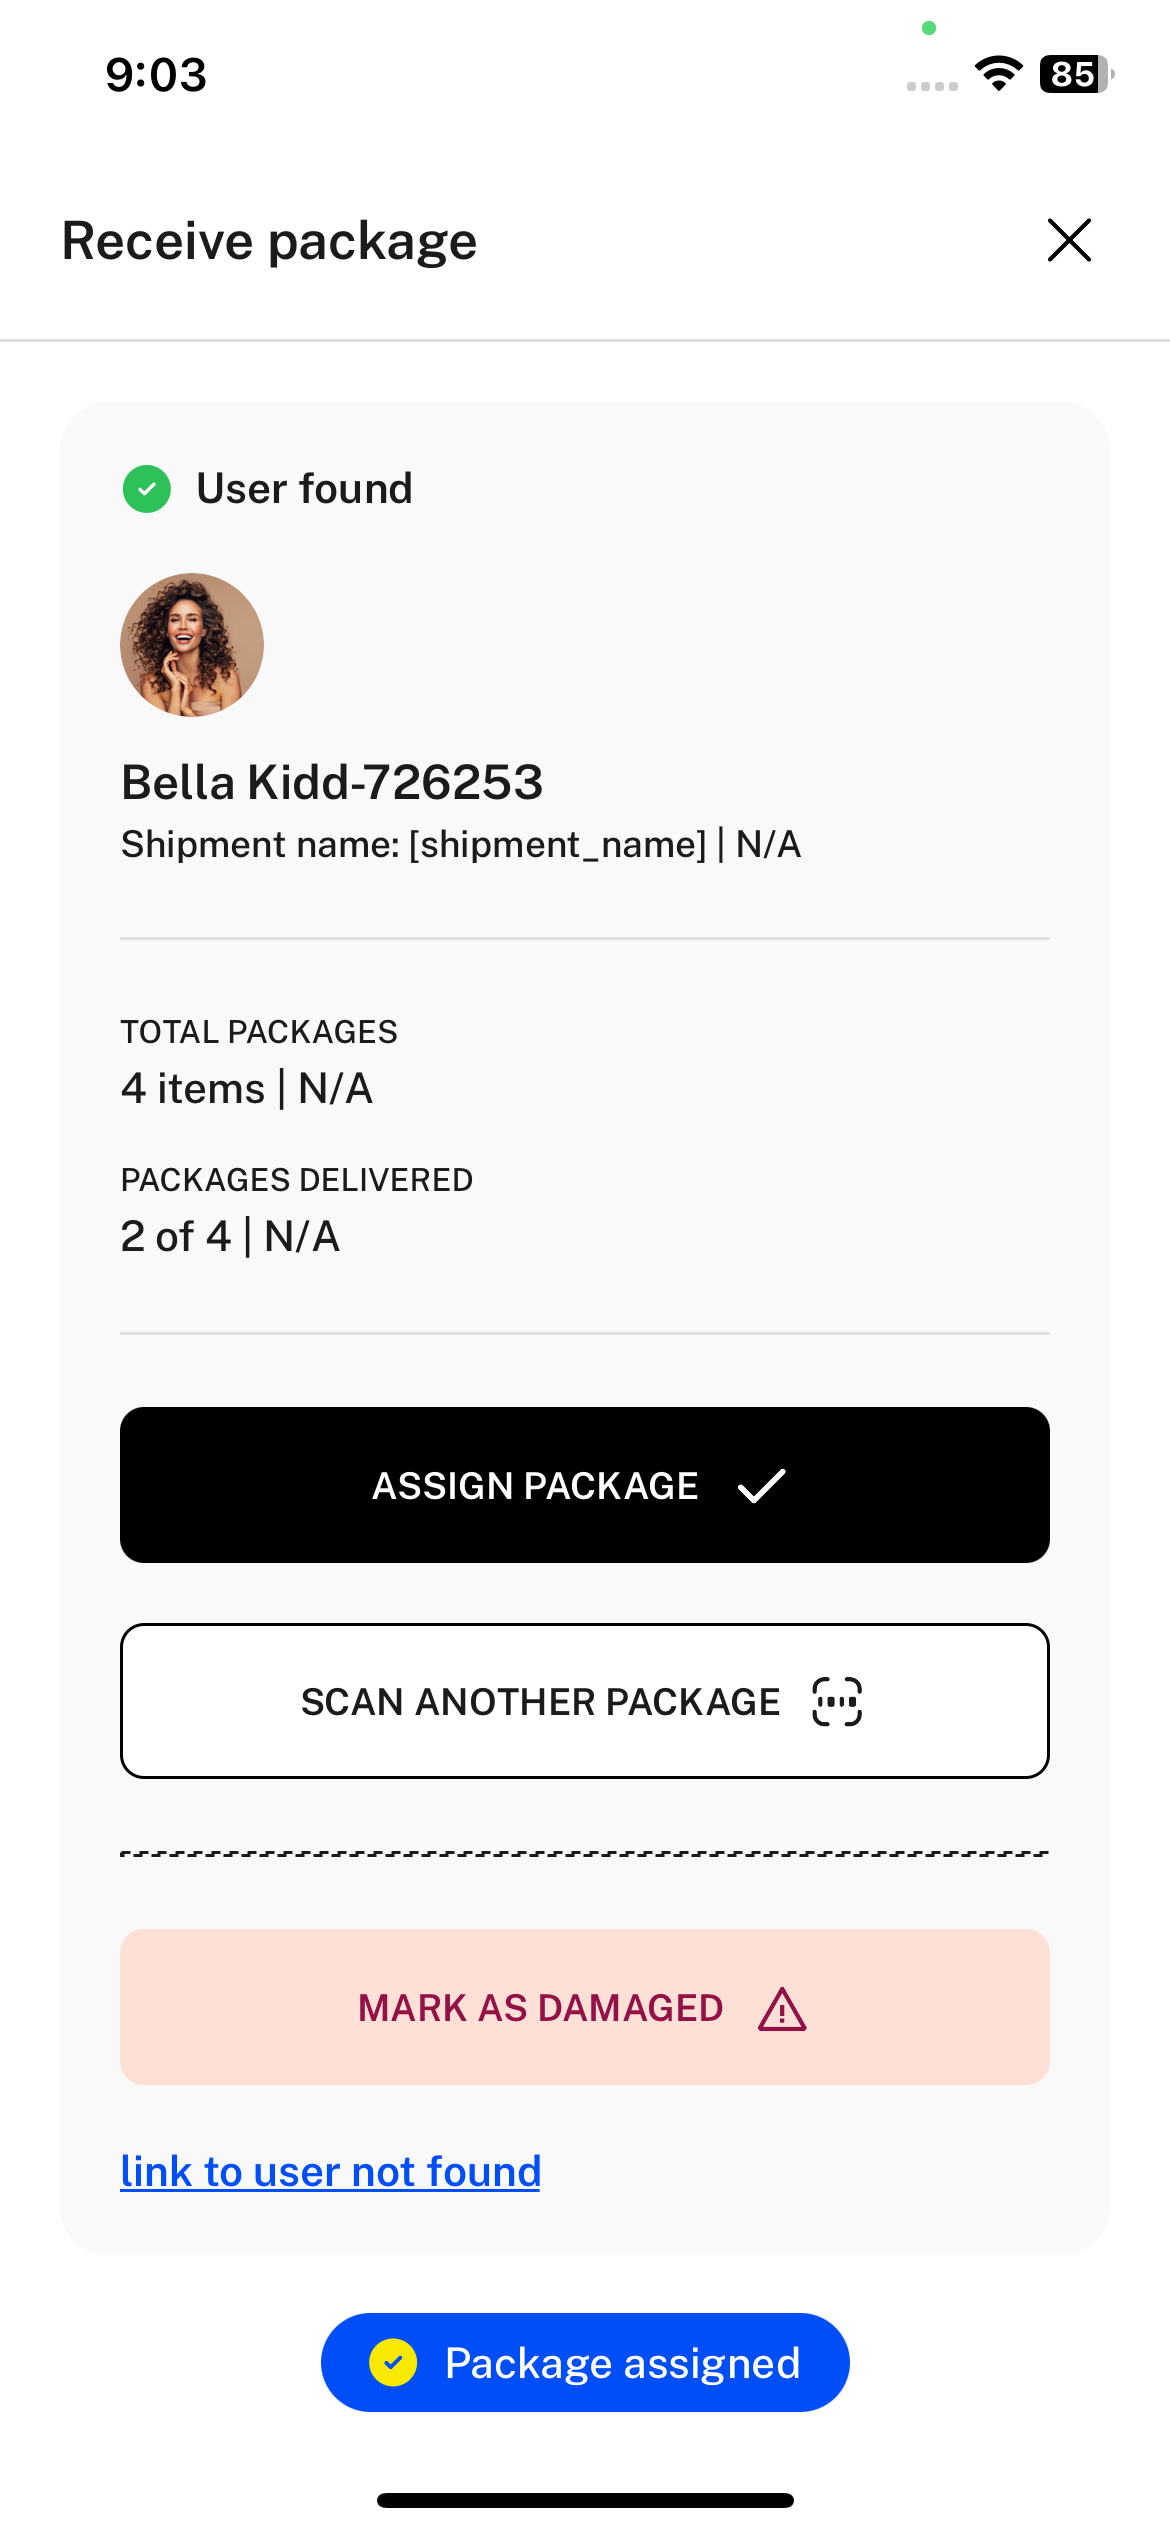 9:03
85
Receive package
User found
Bella Kidd-726253
Shipment name: [shipment_name] | N/A
TOTAL PACKAGES
4 items | N/A
PACKAGES DELIVERED
2 of 4 | N/A
ASSIGN PACKAGE
SCAN ANOTHER PACKAGE
MARK AS DAMAGED
link to user not found
Package assigned